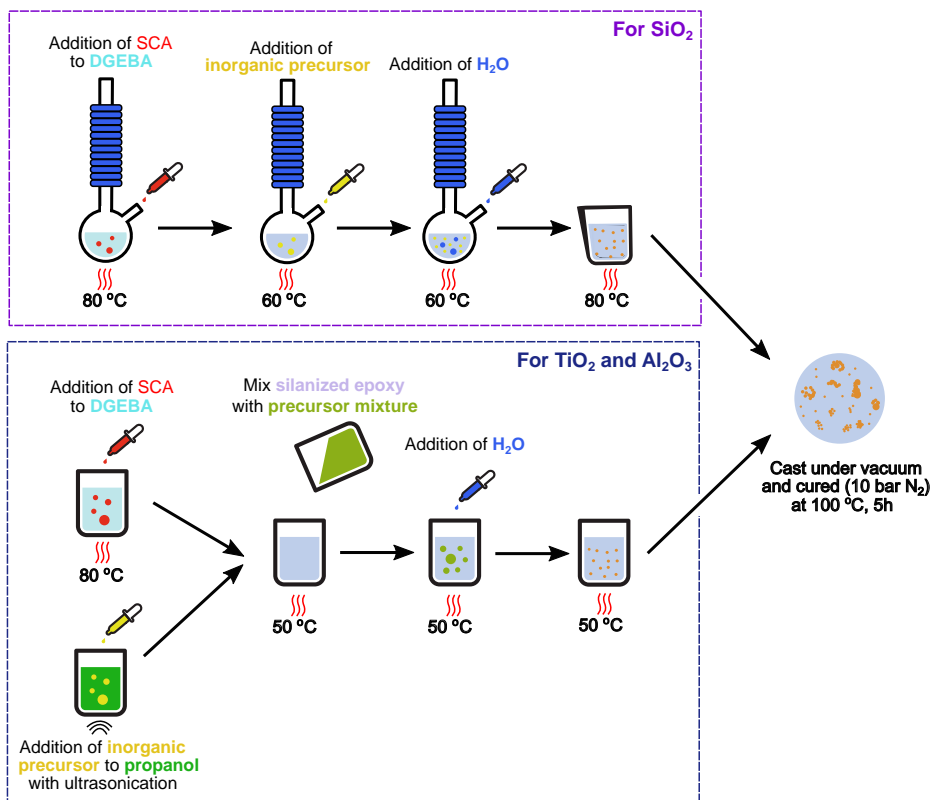 For SiO₂
Addition of SCA
to DGEBA
Addition of
inorganic precursor
Addition of H₂O
80 ºC
60 ºC
60 ºC
80 ºC
For TiO₂ and Al₂O₃
Addition of SCA
to DGEBA
Mix silanized epoxy
with precursor mixture
Addition of H₂O
80 ºC
50 ºC
50 ºC
50 ºC
Addition of inorganic
precursor to propanol
with ultrasonication
Cast under vacuum
and cured (10 bar N₂)
at 100 ºC, 5h